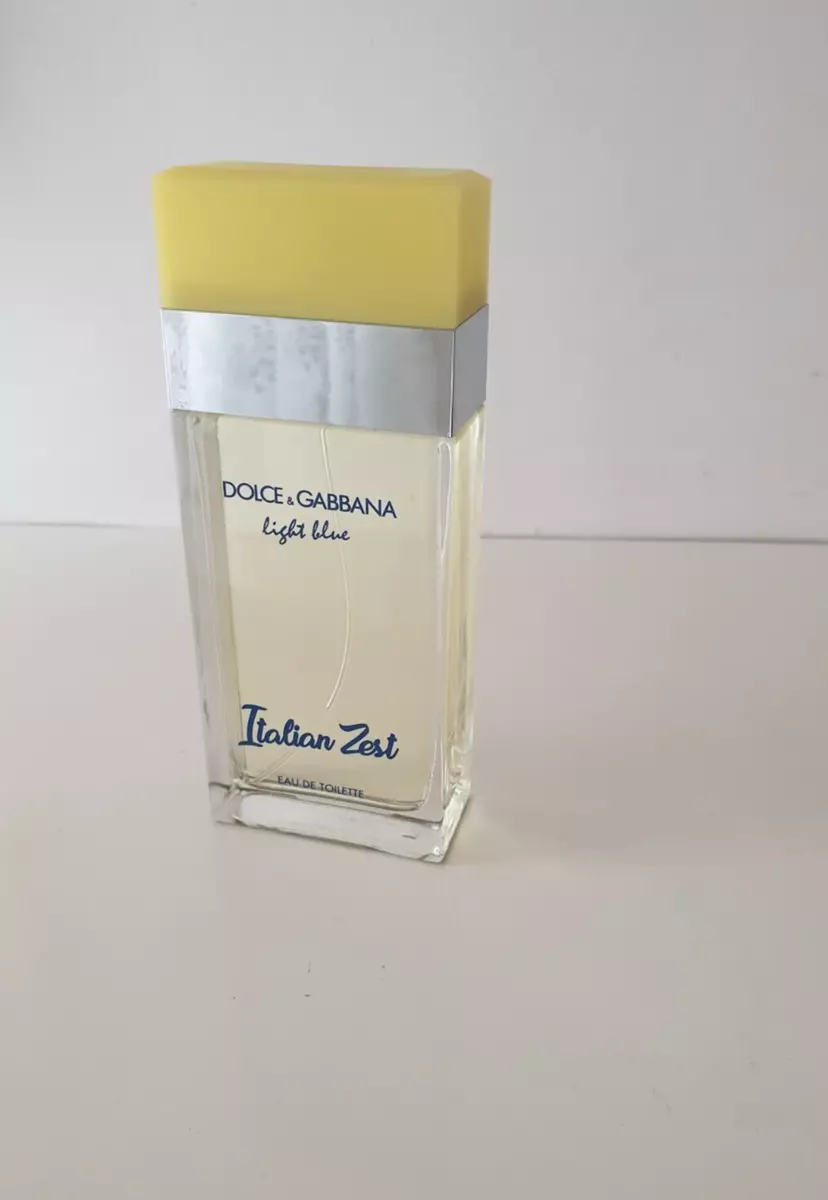 DOLCE & GABBANA
light blue
Italian Zest
EAU DE TOILETTE